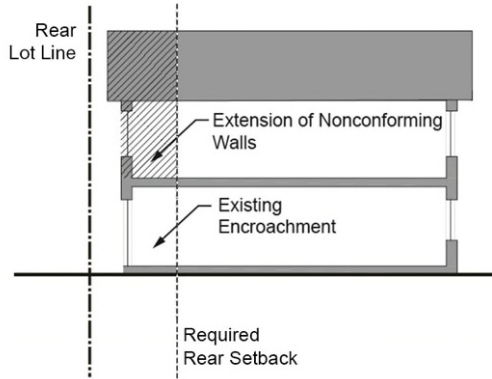 Rear
Lot Line
Extension of Nonconforming
Walls
Existing
Encroachment
Required
Rear Setback